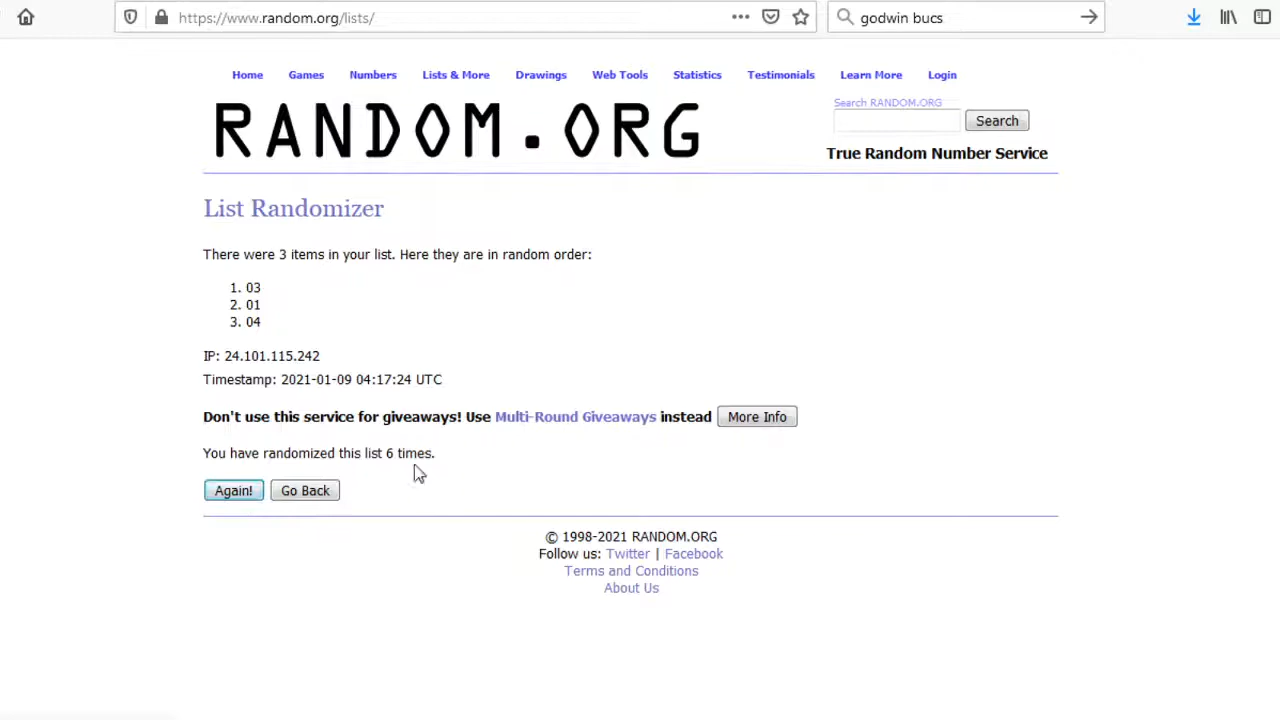 https://www.random.org/lists/
godwin bucs
Home Games Numbers Lists & More Drawings Web Tools Statistics Testimonials Learn More Login
RANDOM.ORG
Search RANDOM.ORG
Search
True Random Number Service
List Randomizer
There were 3 items in your list. Here they are in random order:
1. 03
2. 01
3. 04
IP: 24.101.115.242
Timestamp: 2021-01-09 04:17:24 UTC
Don't use this service for giveaways! Use Multi-Round Giveaways instead More Info
You have randomized this list 6 times.
Again! Go Back
© 1998-2021 RANDOM.ORG
Follow us: Twitter | Facebook
Terms and Conditions
About Us